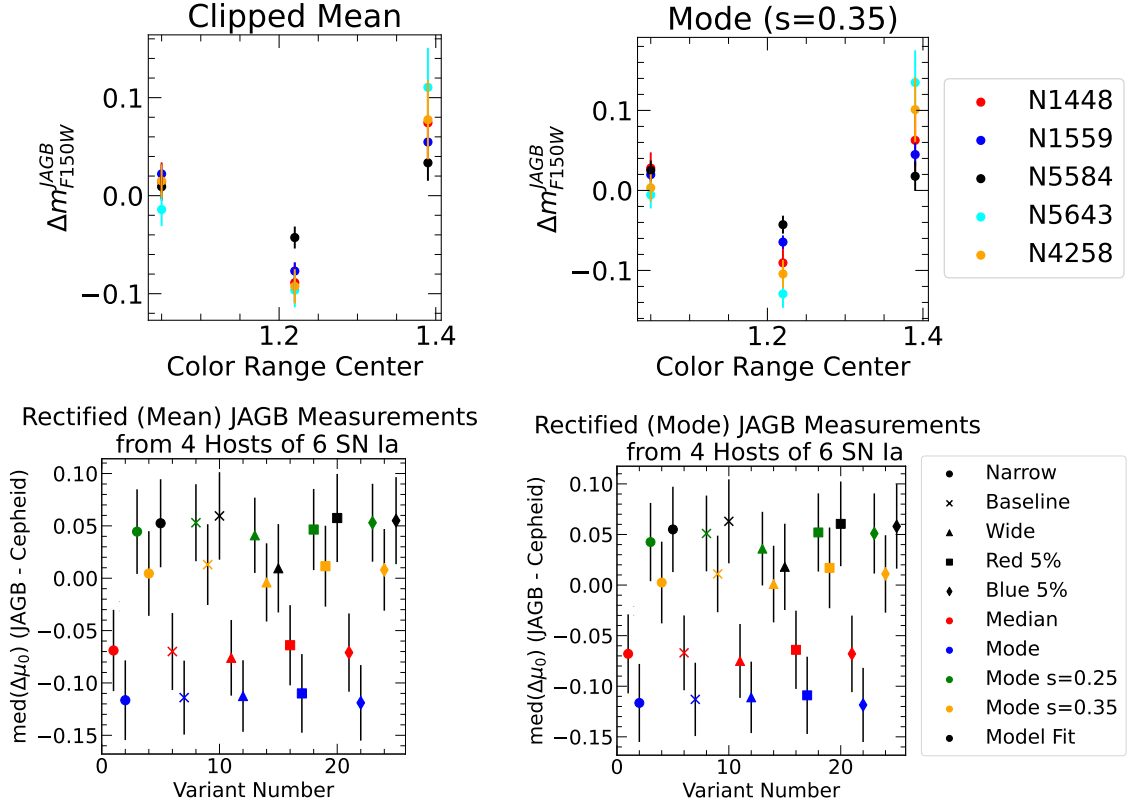 Clipped Mean
0.1
0.0
−0.1
Δm^{JAGB}_{F150W}
1.2
1.4
Color Range Center
Mode (s=0.35)
0.1
0.0
−0.1
Δm^{JAGB}_{F150W}
1.2
1.4
Color Range Center
N1448
N1559
N5584
N5643
N4258
Rectified (Mean) JAGB Measurements
from 4 Hosts of 6 SN Ia
0.10
0.05
0.00
−0.05
−0.10
−0.15
med(Δμ₀) (JAGB - Cepheid)
0
10
20
Variant Number
Rectified (Mode) JAGB Measurements
from 4 Hosts of 6 SN Ia
0.10
0.05
0.00
−0.05
−0.10
−0.15
med(Δμ₀) (JAGB - Cepheid)
0
10
20
Variant Number
Narrow
Baseline
Wide
Red 5%
Blue 5%
Median
Mode
Mode s=0.25
Mode s=0.35
Model Fit